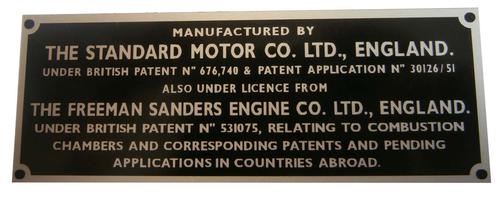 MANUFACTURED BY
THE STANDARD MOTOR CO. LTD., ENGLAND.
UNDER BRITISH PATENT Nº 676,740 & PATENT APPLICATION Nº 30126/51
ALSO UNDER LICENCE FROM
THE FREEMAN SANDERS ENGINE CO. LTD., ENGLAND.
UNDER BRITISH PATENT Nº 531075, RELATING TO COMBUSTION
CHAMBERS AND CORRESPONDING PATENTS AND PENDING
APPLICATIONS IN COUNTRIES ABROAD.